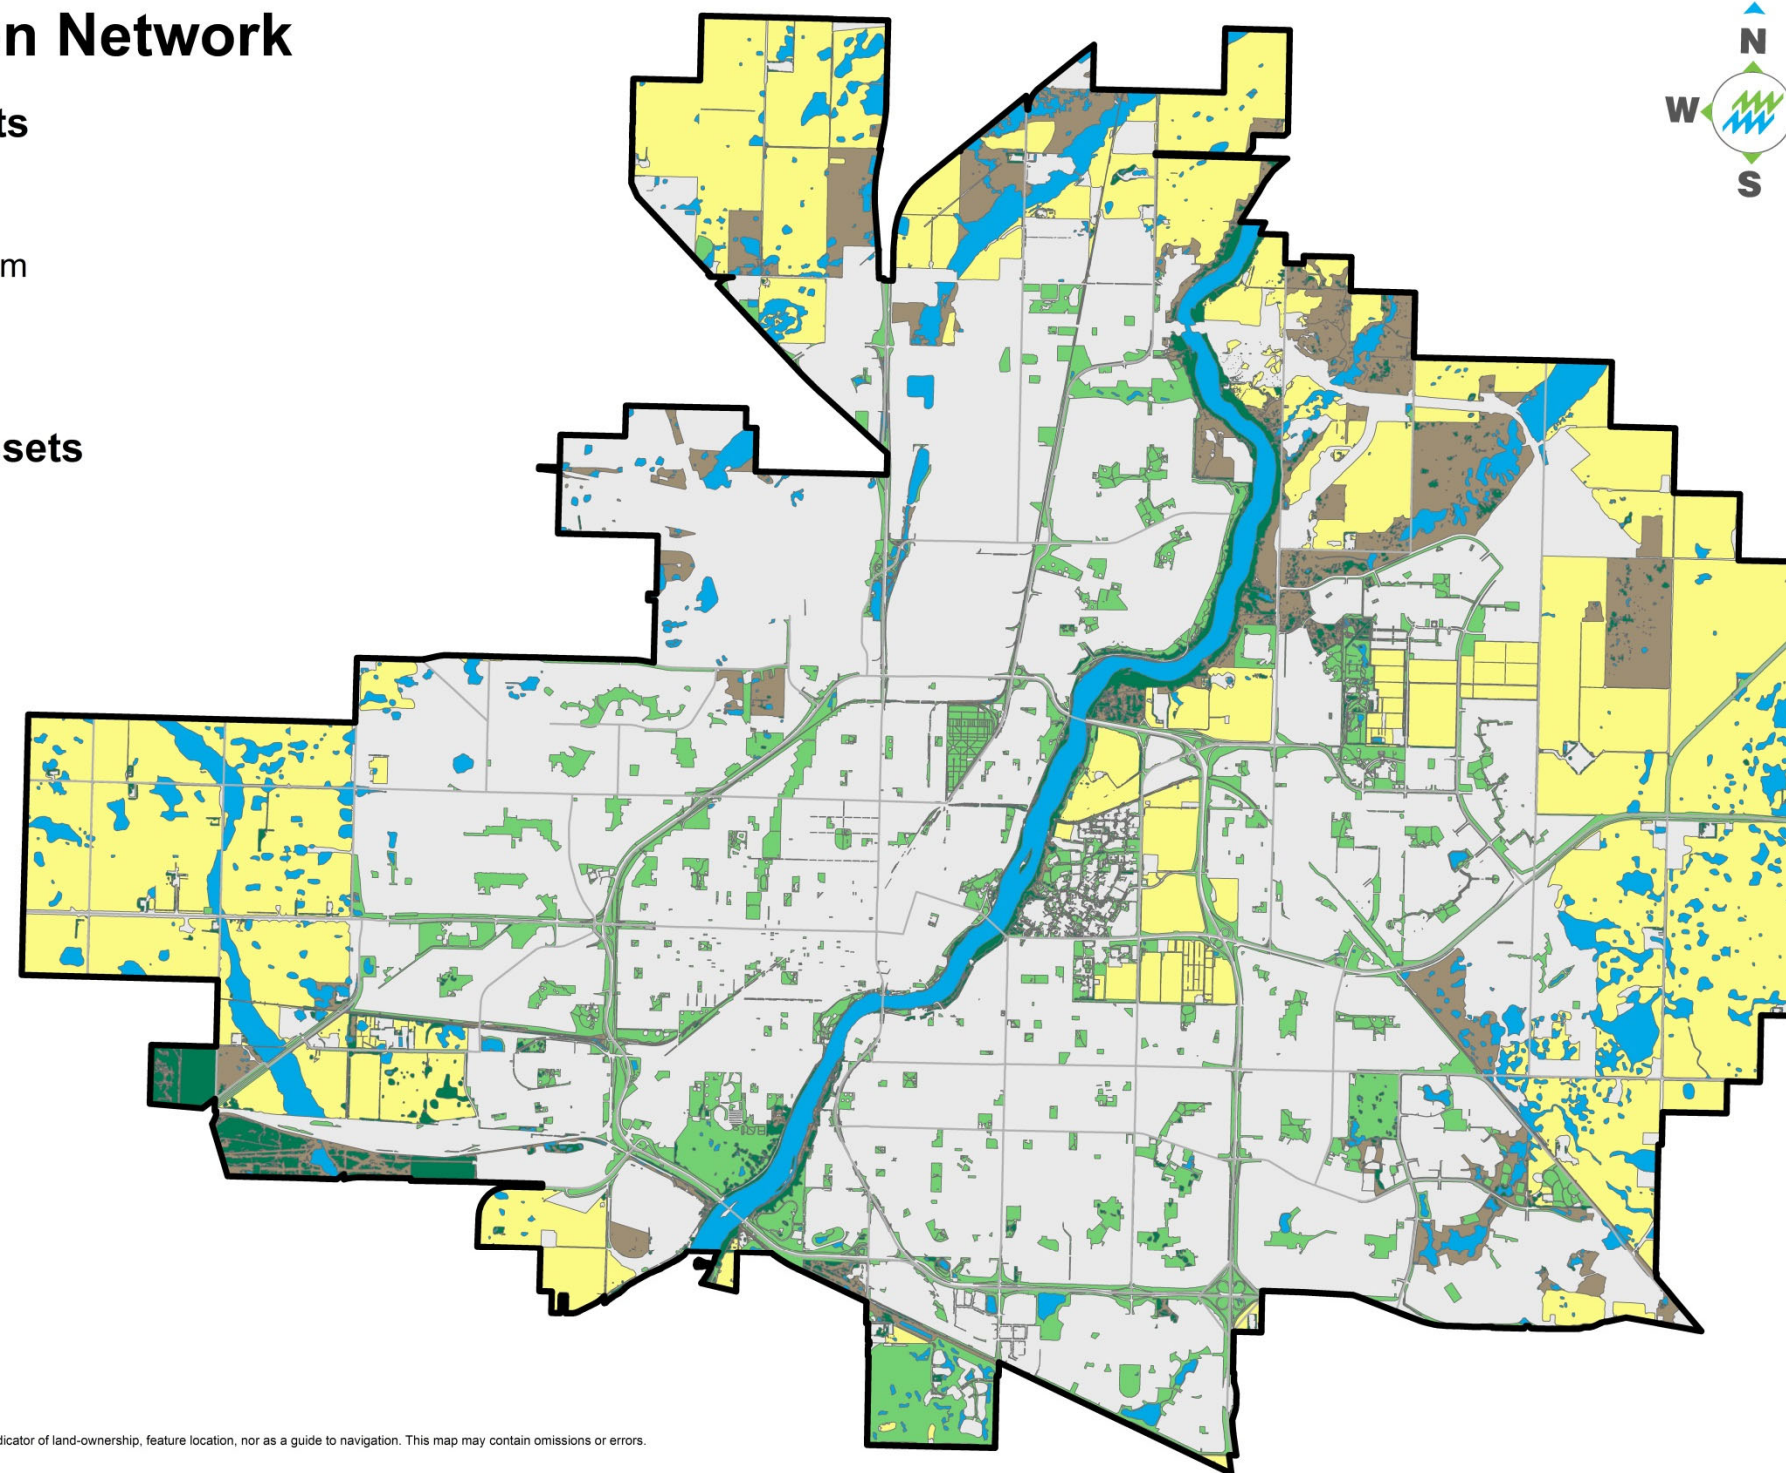 n Network
N
ts
W
S
m
sets
dicator of land-ownership, feature location, nor as a guide to navigation. This map may contain omissions or errors.